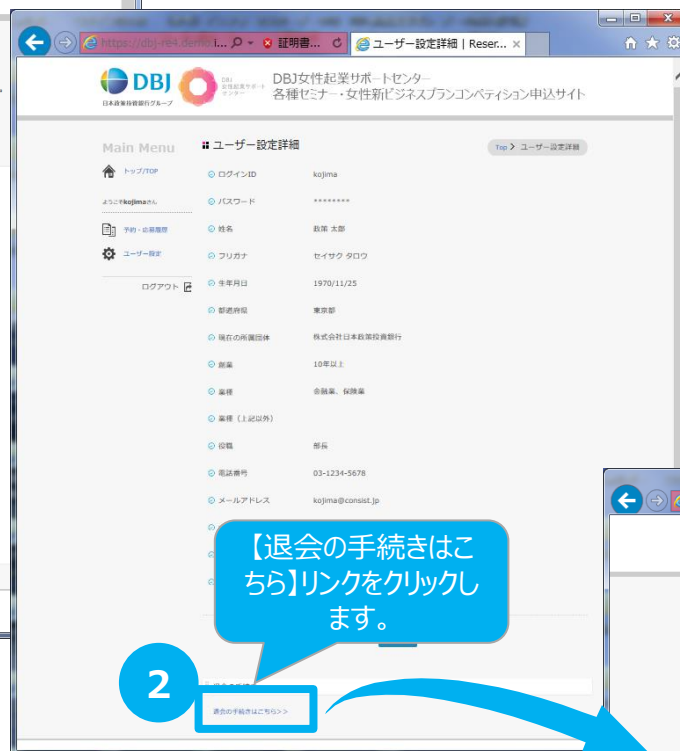 https://dbj-re4.demo.i...
証明書...
ユーザー設定詳細 | Reser... ×
DBJ
日本政策投資銀行グループ
DBJ
女性起業サポート
センター
DBJ女性起業サポートセンター
各種セミナー・女性新ビジネスプランコンペティション申込サイト
Main Menu
トップ/TOP
ようこそkojimaさん
予約・応募履歴
ユーザー設定
ログアウト
ユーザー設定詳細
Top > ユーザー設定詳細
ログインID kojima
パスワード ********
姓名 政策 太郎
フリガナ セイサク タロウ
生年月日 1970/11/25
都道府県 東京都
現在の所属団体 株式会社日本政策投資銀行
創業 10年以上
業種 金融業、保険業
業種（上記以外）
役職 部長
電話番号 03-1234-5678
メールアドレス kojima@consist.jp
【退会の手続きはこ
ちら】リンクをクリックし
ます。
2
退会の手続きはこちら>>